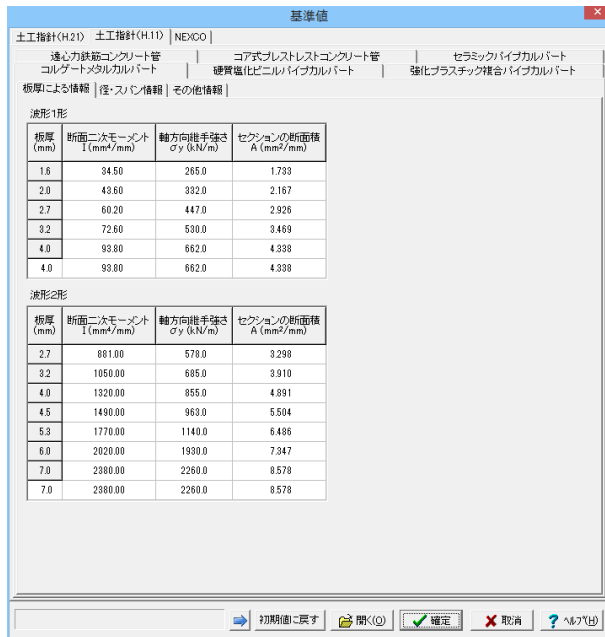 基準値
土工指針(H.21) 土工指針(H.11) NEXCO
遠心力鉄筋コンクリート管 コア式プレストレストコンクリート管 セラミックパイプカルバート
コルゲートメタルカルバート 硬質塩化ビニルパイプカルバート 強化プラスチック複合パイプカルバート
板厚による情報 径・スパン情報 その他情報
波形1形
板厚 断面二次モーメント 軸方向継手強さ セクションの断面積
(mm) I(mm⁴/mm) σy(kN/m) A(mm²/mm)
1.6 34.50 265.0 1.733
2.0 43.60 332.0 2.167
2.7 60.20 447.0 2.926
3.2 72.60 530.0 3.469
4.0 93.80 662.0 4.338
4.0 93.80 662.0 4.338
波形2形
板厚 断面二次モーメント 軸方向継手強さ セクションの断面積
(mm) I(mm⁴/mm) σy(kN/m) A(mm²/mm)
2.7 881.00 578.0 3.298
3.2 1050.00 685.0 3.910
4.0 1320.00 855.0 4.891
4.5 1490.00 963.0 5.504
5.3 1770.00 1140.0 6.486
6.0 2020.00 1930.0 7.347
7.0 2380.00 2260.0 8.578
7.0 2380.00 2260.0 8.578
初期値に戻す 開く(O) 確定 取消 ヘルプ(H)